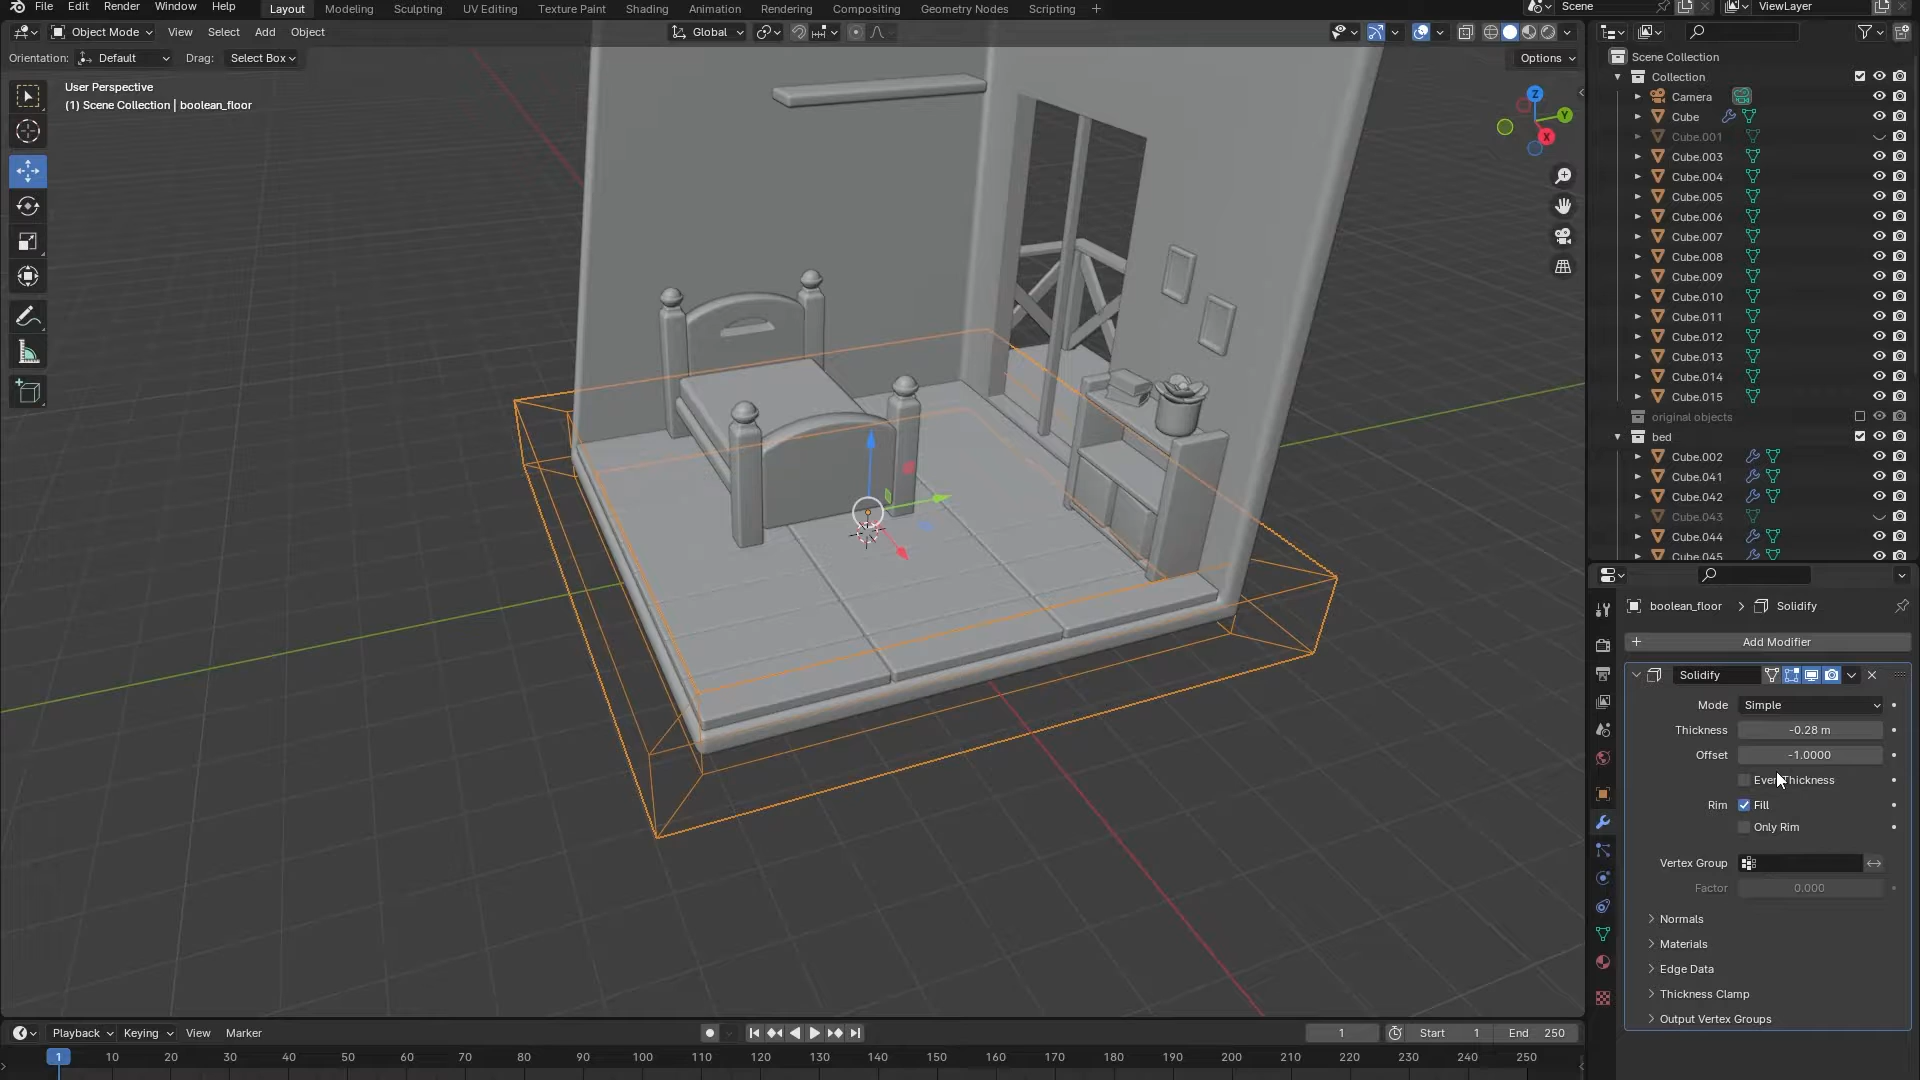 File Edit Render Window Help Layout Modeling Sculpting UV Editing Texture Paint Shading Animation Rendering Compositing Geometry Nodes Scripting + Scene ViewLayer
Object Mode View Select Add Object Global
Orientation: Default Drag: Select Box Options
User Perspective
(1) Scene Collection | boolean_floor
Z
Y
X
Scene Collection
Collection
Camera
Cube
Cube.001
Cube.003
Cube.004
Cube.005
Cube.006
Cube.007
Cube.008
Cube.009
Cube.010
Cube.011
Cube.012
Cube.013
Cube.014
Cube.015
original objects
bed
Cube.002
Cube.041
Cube.042
Cube.043
Cube.044
Cube.045
boolean_floor > Solidify
+ Add Modifier
Solidify
Mode Simple
Thickness -0.28 m
Offset -1.0000
Even Thickness
Rim Fill
Only Rim
Vertex Group
Factor 0.000
Normals
Materials
Edge Data
Thickness Clamp
Output Vertex Groups
Playback Keying View Marker 1 Start 1 End 250
1 10 20 30 40 50 60 70 80 90 100 110 120 130 140 150 160 170 180 190 200 210 220 230 240 250